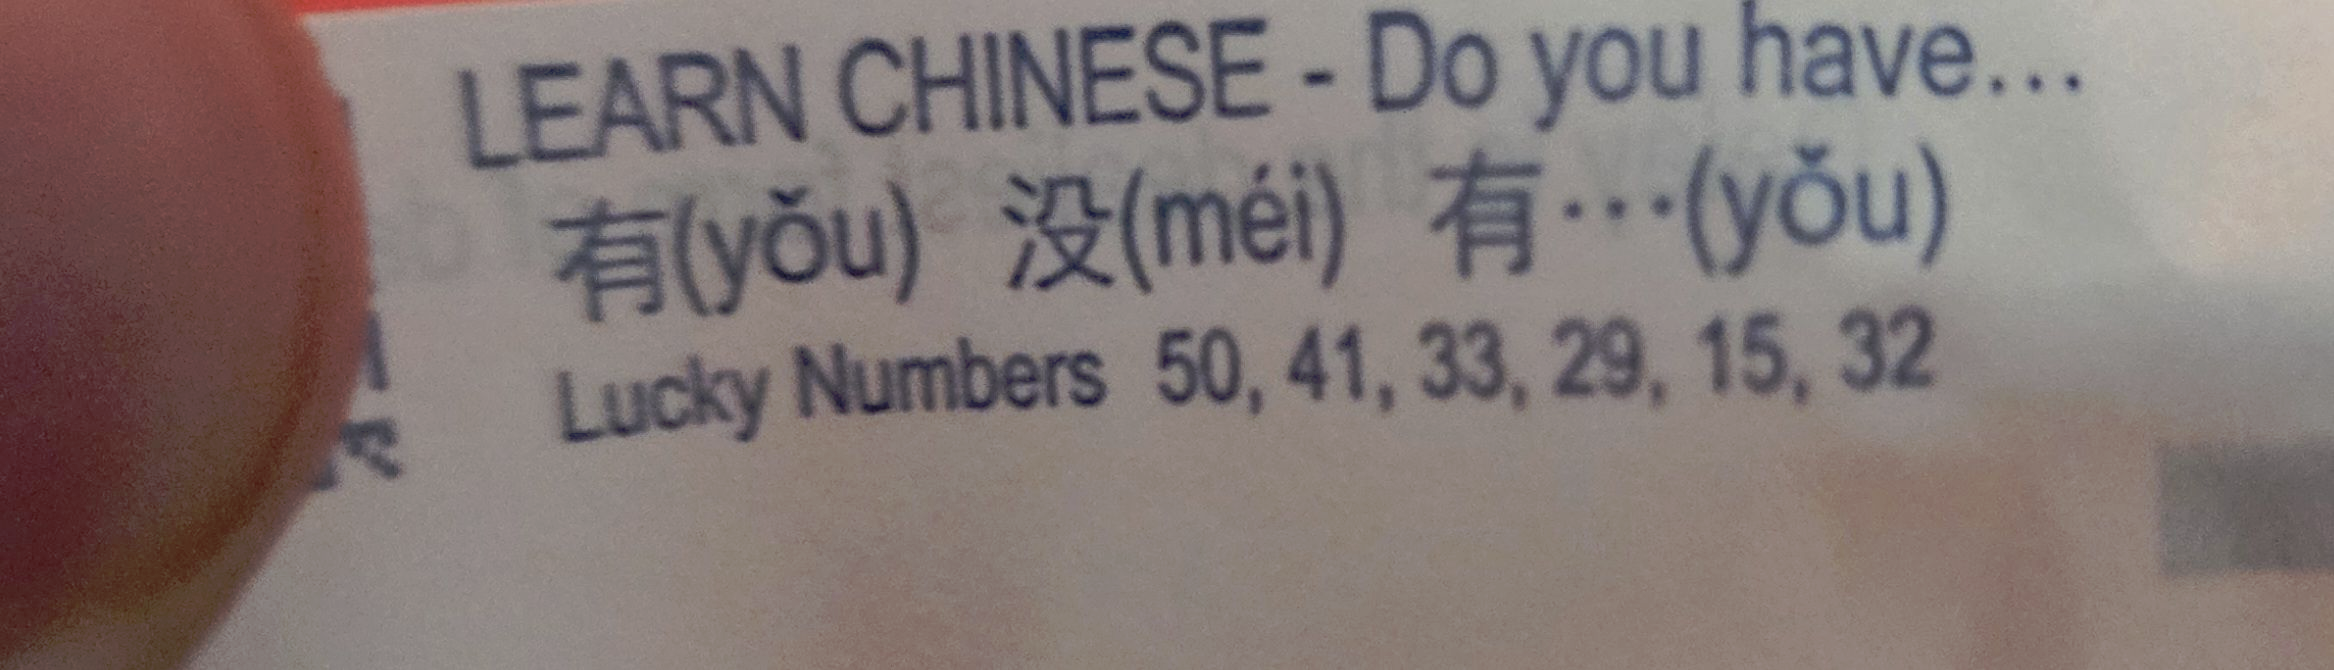 LEARN CHINESE - Do you have...
有(yǒu) 没(méi) 有···(yǒu)
Lucky Numbers 50, 41, 33, 29, 15, 32